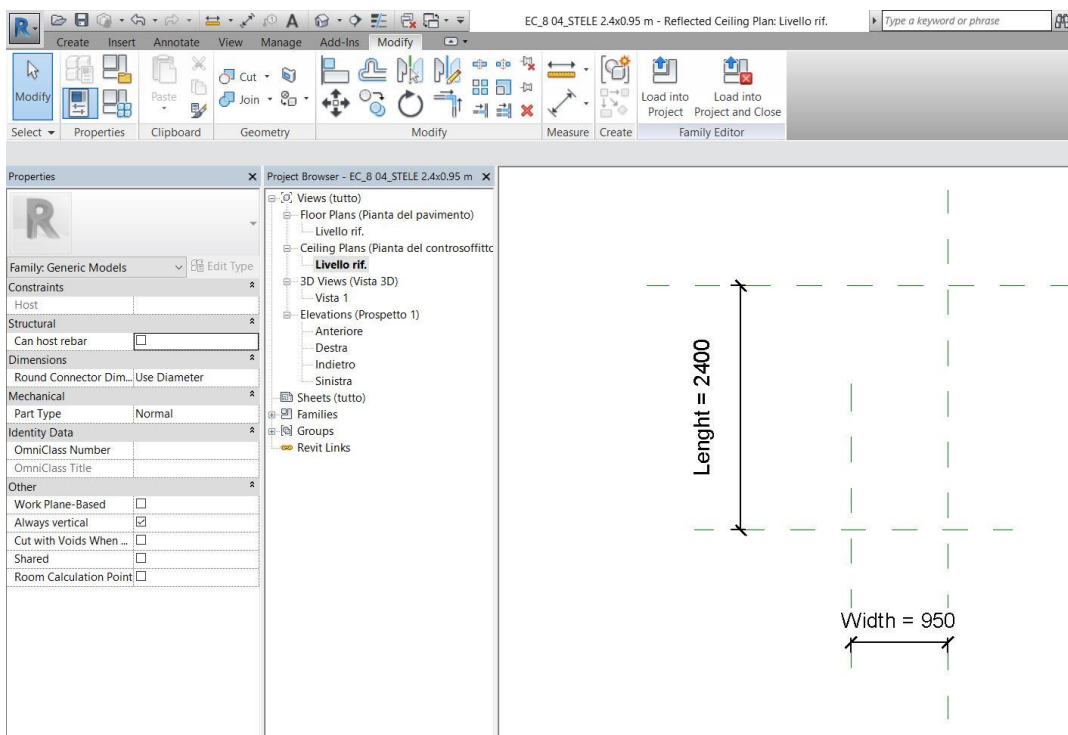 EC_8 04_STELE 2.4x0.95 m - Reflected Ceiling Plan: Livello rif.
Type a keyword or phrase
Create Insert Annotate View Manage Add-Ins Modify
Modify
Paste
Cut
Join
Load into Project
Load into Project and Close
Select Properties Clipboard Geometry Modify Measure Create Family Editor
Properties
Family: Generic Models
Edit Type
Constraints
Host
Structural
Can host rebar
Dimensions
Round Connector Dim... Use Diameter
Mechanical
Part Type Normal
Identity Data
OmniClass Number
OmniClass Title
Other
Work Plane-Based
Always vertical
Cut with Voids When ...
Shared
Room Calculation Point
Project Browser - EC_8 04_STELE 2.4x0.95 m
Views (tutto)
Floor Plans (Pianta del pavimento)
Livello rif.
Ceiling Plans (Pianta del controsoffitto
Livello rif.
3D Views (Vista 3D)
Vista 1
Elevations (Prospetto 1)
Anteriore
Destra
Indietro
Sinistra
Sheets (tutto)
Families
Groups
Revit Links
Lenght = 2400
Width = 950